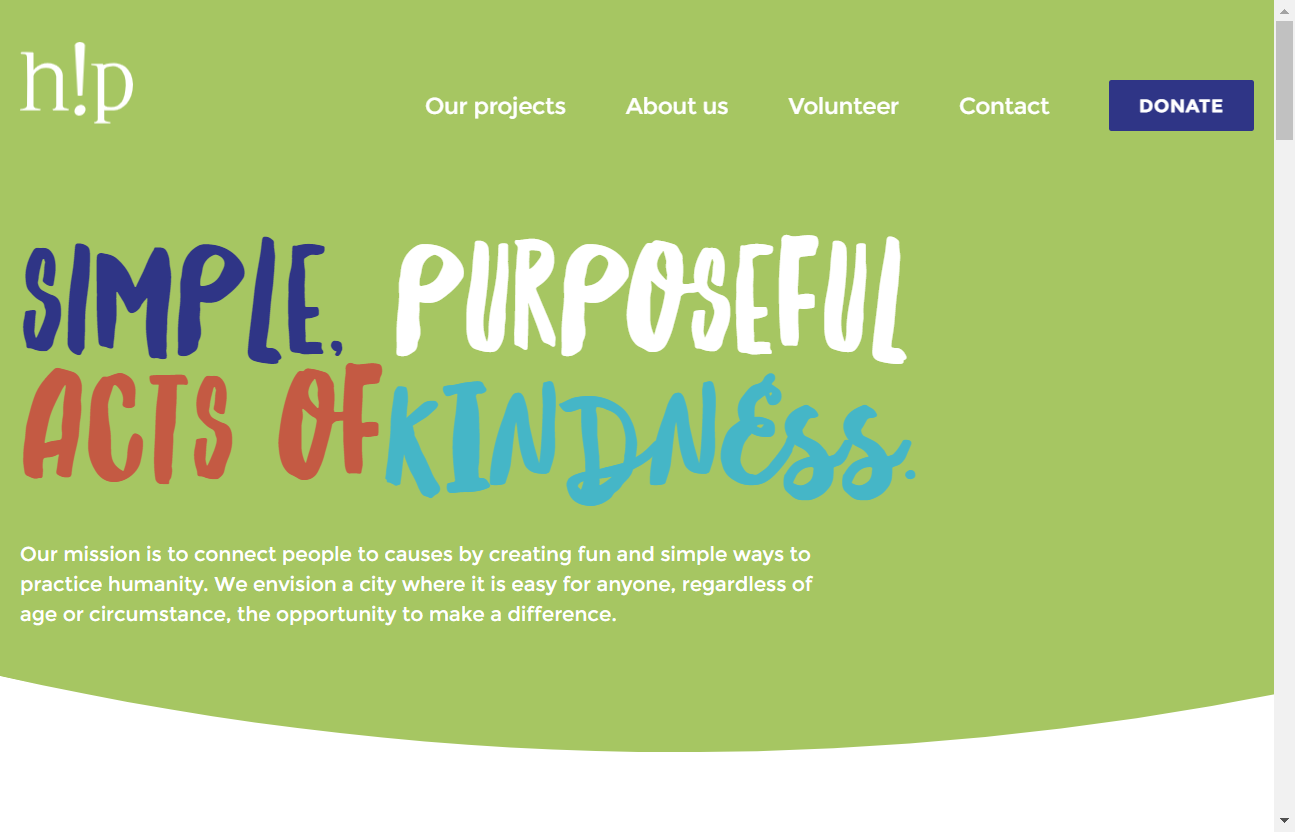 h!p
Our projects
About us
Volunteer
Contact
DONATE
SIMPLE, PURPOSEFUL
ACTS OF KINDNESS.
Our mission is to connect people to causes by creating fun and simple ways to
practice humanity. We envision a city where it is easy for anyone, regardless of
age or circumstance, the opportunity to make a difference.